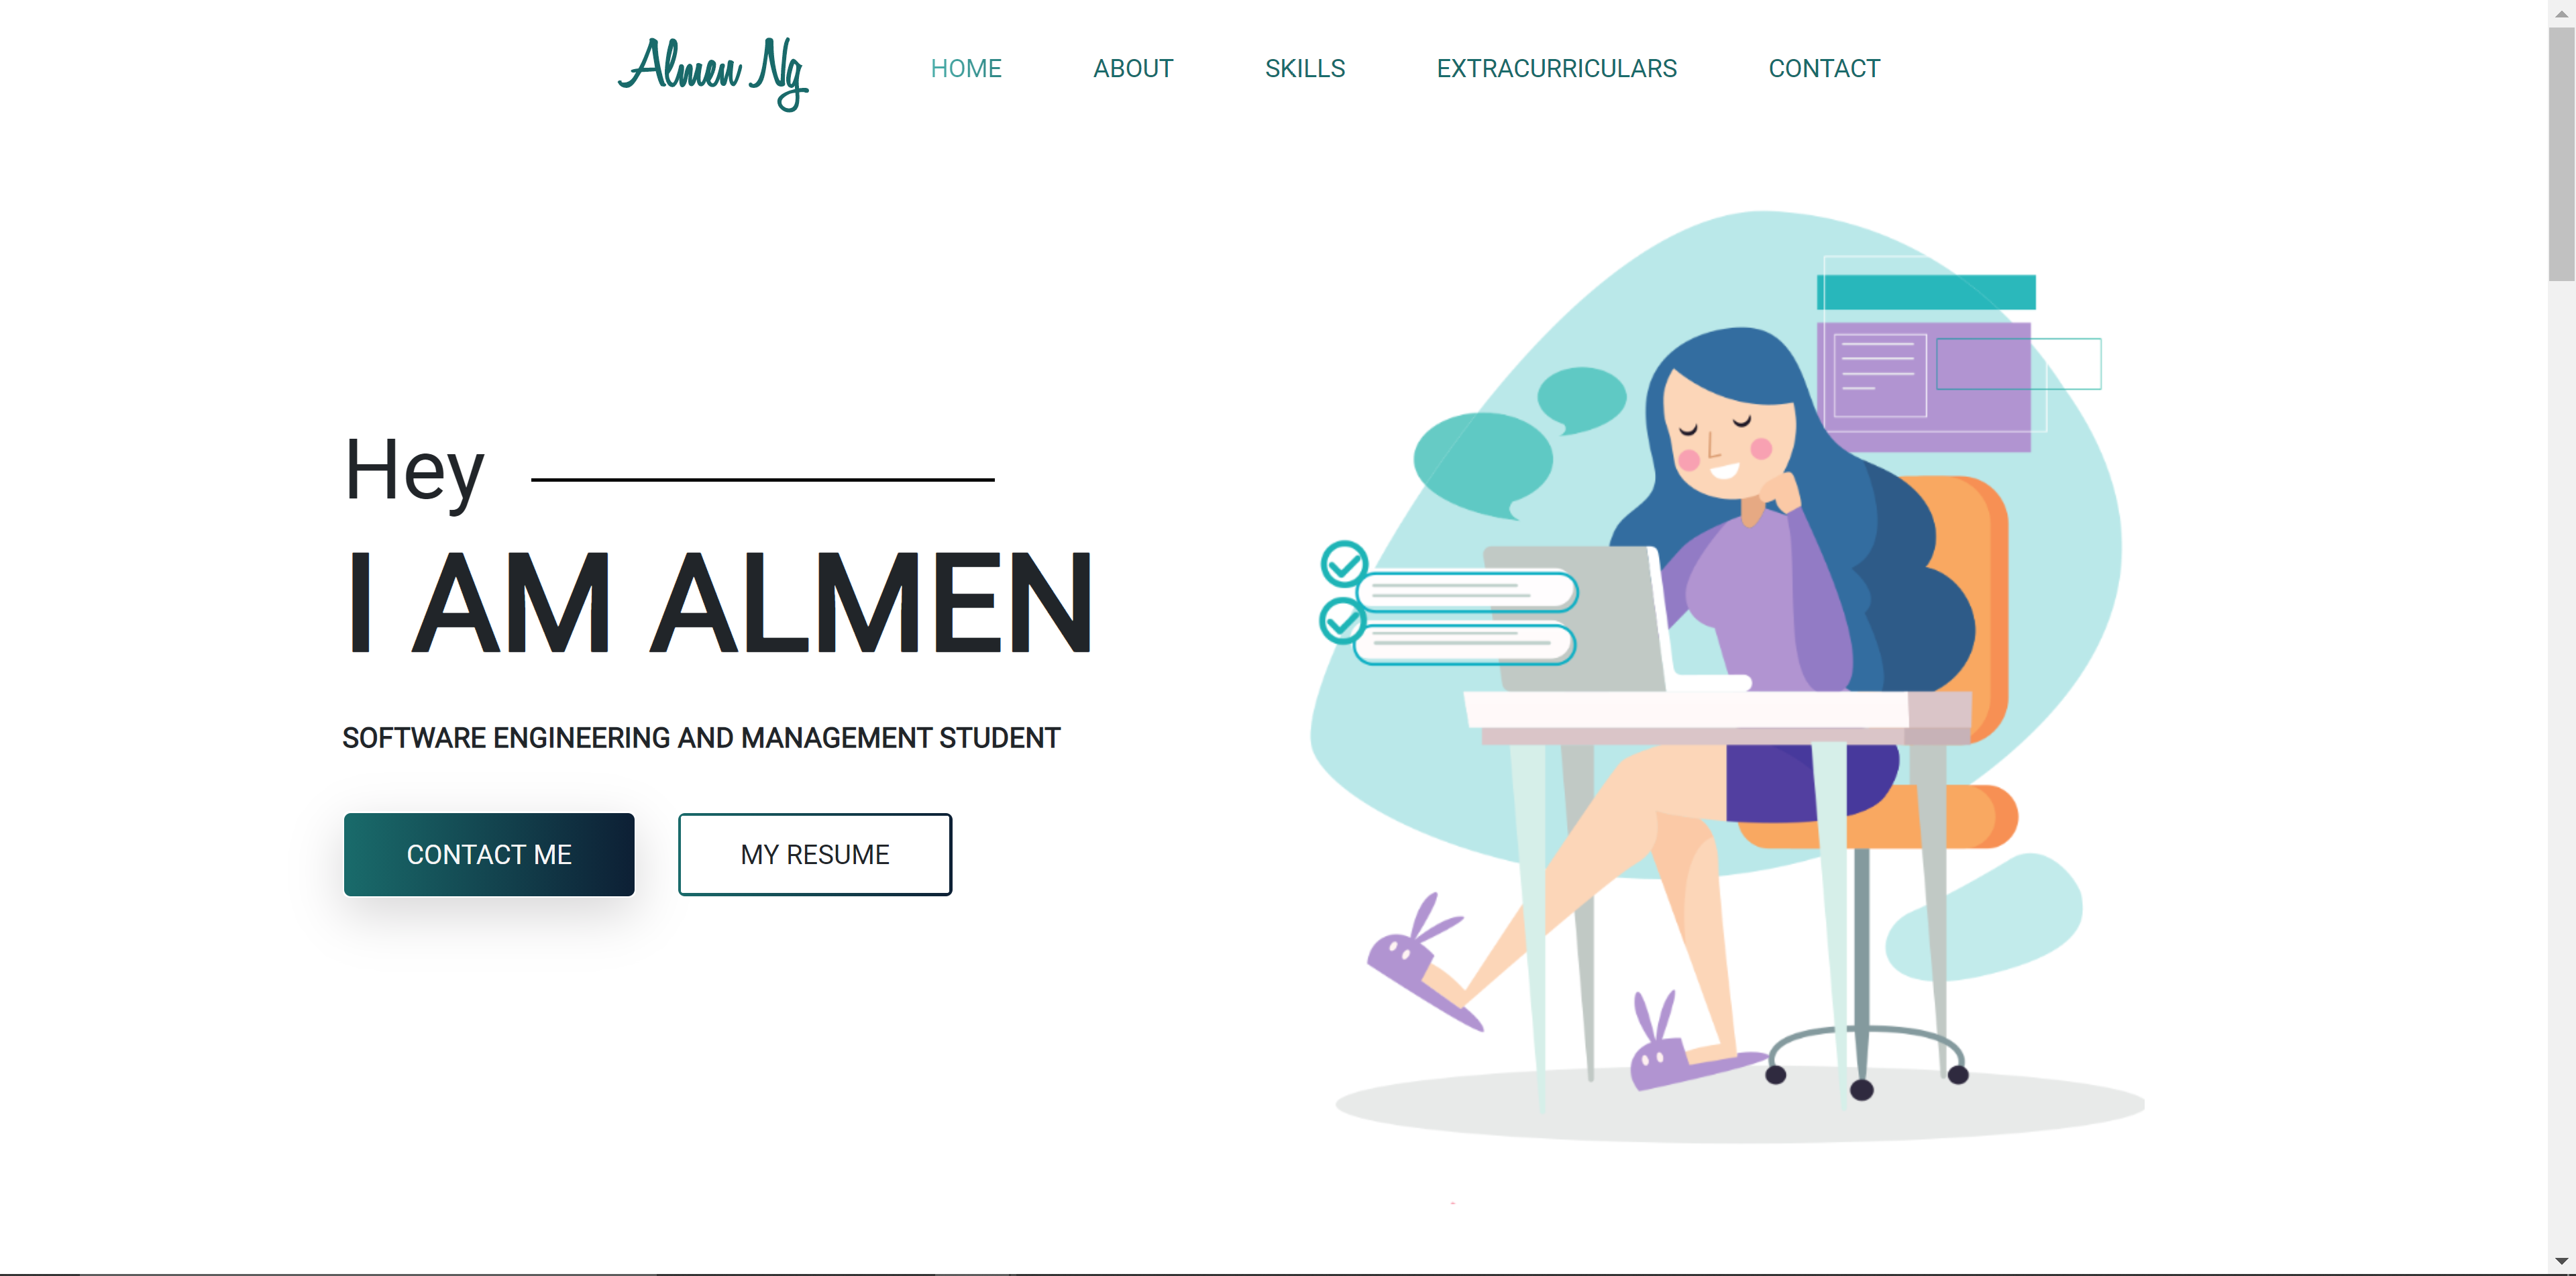 Almen Ng
HOME ABOUT SKILLS EXTRACURRICULARS CONTACT
Hey
I AM ALMEN
SOFTWARE ENGINEERING AND MANAGEMENT STUDENT
CONTACT ME
MY RESUME